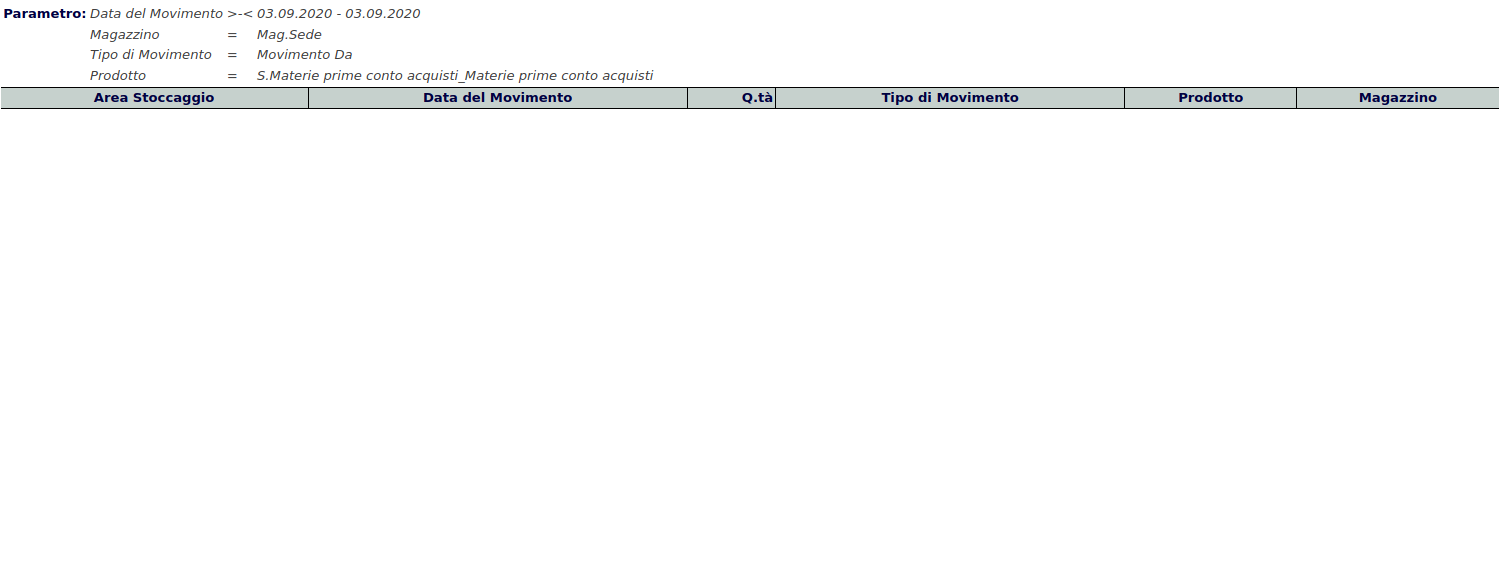 Parametro: Data del Movimento >-< 03.09.2020 - 03.09.2020
Magazzino = Mag.Sede
Tipo di Movimento = Movimento Da
Prodotto = S.Materie prime conto acquisti_Materie prime conto acquisti
Area Stoccaggio Data del Movimento Q.tà Tipo di Movimento Prodotto Magazzino